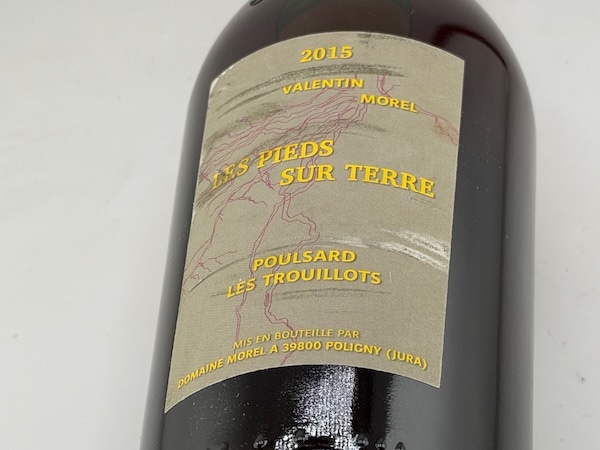 2015
VALENTIN
MOREL
LES PIEDS
SUR TERRE
POULSARD
LES TROUILLOTS
MIS EN BOUTEILLE PAR
DOMAINE MOREL A 39800 POLIGNY (JURA)